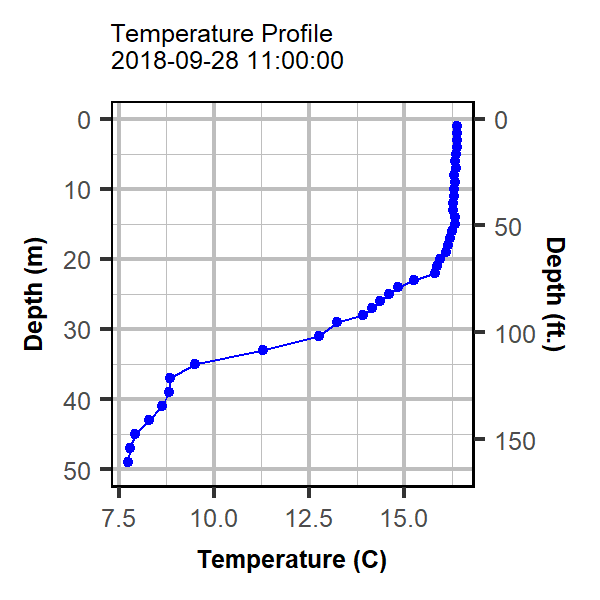 Temperature Profile
2018-09-28 11:00:00
0
10
20
30
40
50
Depth (m)
0
50
100
150
Depth (ft.)
7.5 10.0 12.5 15.0
Temperature (C)